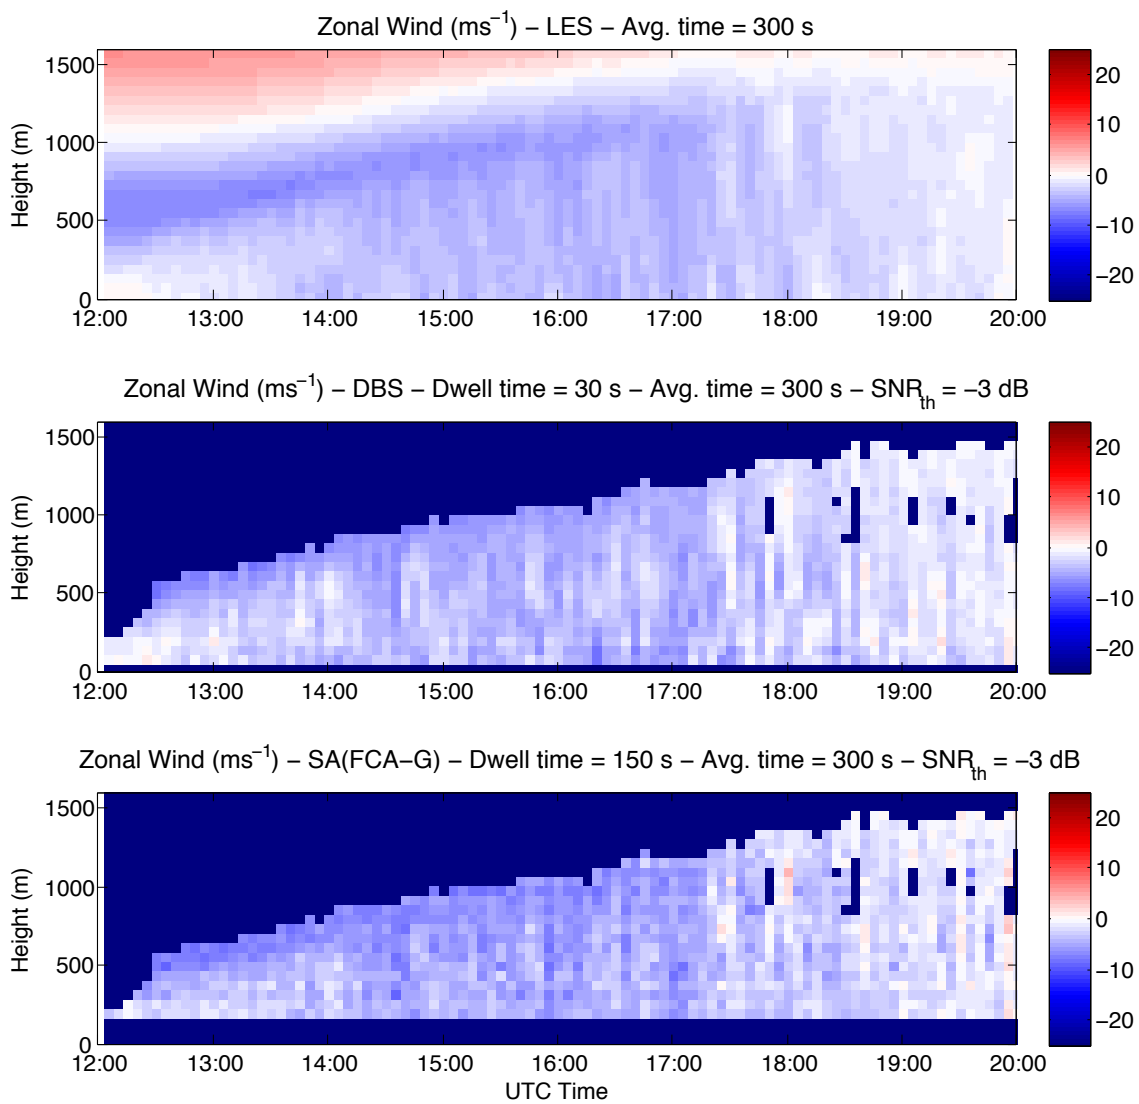 Zonal Wind (ms⁻¹) − LES − Avg. time = 300 s
1500
1000
500
0
Height (m)
12:00 13:00 14:00 15:00 16:00 17:00 18:00 19:00 20:00
20
10
0
−10
−20
Zonal Wind (ms⁻¹) − DBS − Dwell time = 30 s − Avg. time = 300 s − SNR_th = −3 dB
1500
1000
500
0
Height (m)
12:00 13:00 14:00 15:00 16:00 17:00 18:00 19:00 20:00
20
10
0
−10
−20
Zonal Wind (ms⁻¹) − SA(FCA−G) − Dwell time = 150 s − Avg. time = 300 s − SNR_th = −3 dB
1500
1000
500
0
Height (m)
12:00 13:00 14:00 15:00 16:00 17:00 18:00 19:00 20:00
UTC Time
20
10
0
−10
−20